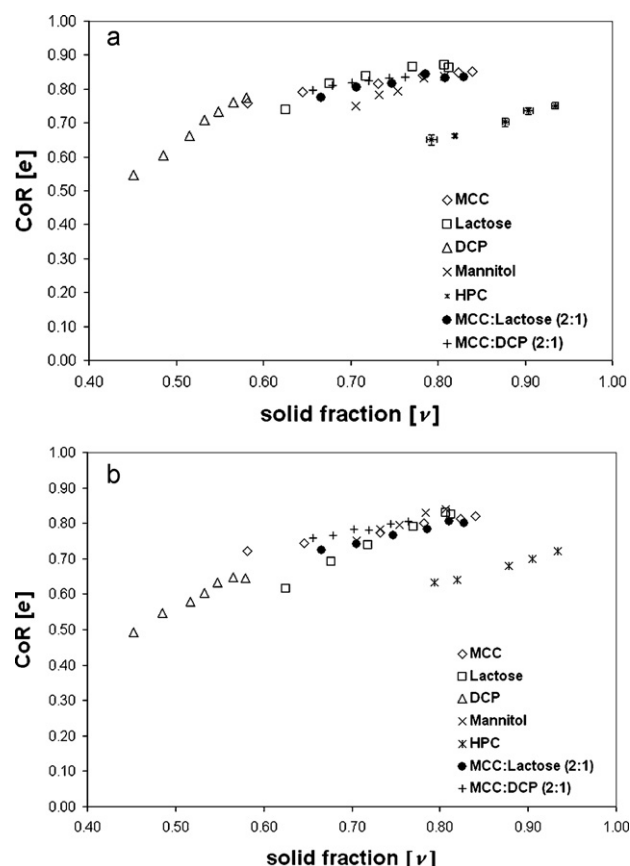 a
1.00
0.90
0.80
0.70
0.60
0.50
0.40
0.30
0.20
0.10
0.00
CoR [e]
MCC
Lactose
DCP
Mannitol
HPC
MCC:Lactose (2:1)
MCC:DCP (2:1)
0.40 0.50 0.60 0.70 0.80 0.90 1.00
solid fraction [ν]
b
1.00
0.90
0.80
0.70
0.60
0.50
0.40
0.30
0.20
0.10
0.00
CoR [e]
MCC
Lactose
DCP
Mannitol
HPC
MCC:Lactose (2:1)
MCC:DCP (2:1)
0.40 0.50 0.60 0.70 0.80 0.90 1.00
solid fraction [ν]